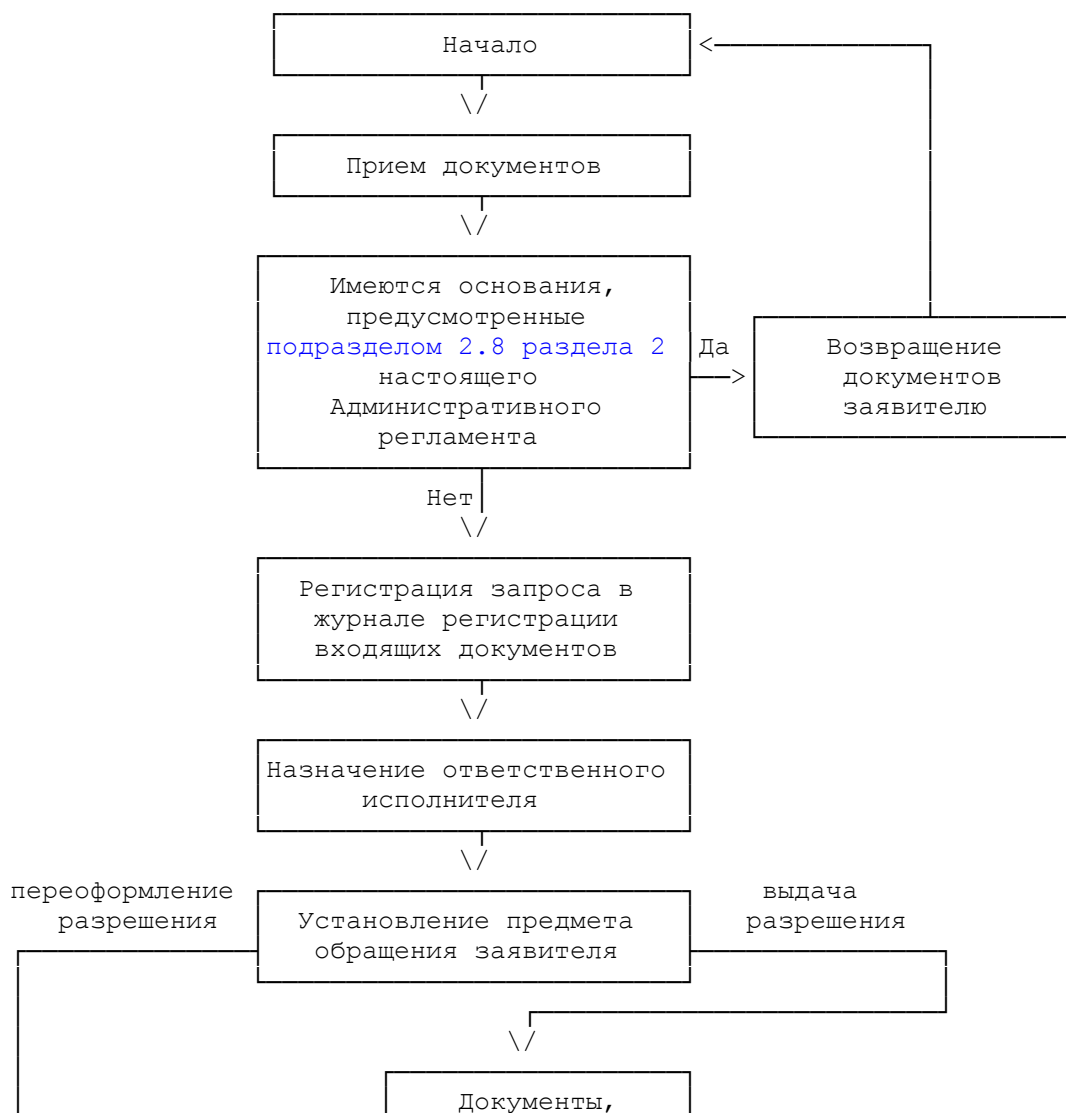 Начало
Прием документов
Имеются основания,
предусмотренные
подразделом 2.8 раздела 2
настоящего
Административного
регламента
Да
Возвращение
документов
заявителю
Нет
Регистрация запроса в
журнале регистрации
входящих документов
Назначение ответственного
исполнителя
переоформление
разрешения
Установление предмета
обращения заявителя
выдача
разрешения
Документы,